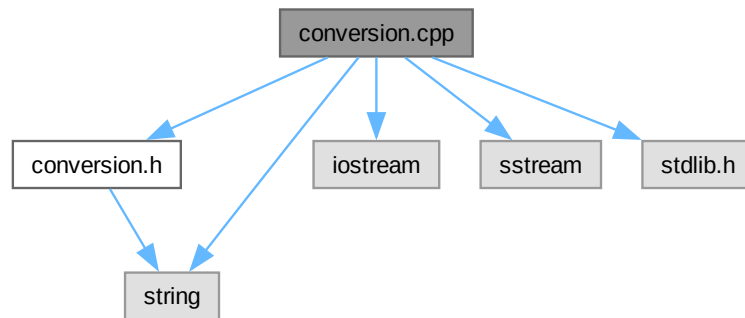 conversion.cpp
conversion.h
iostream
sstream
stdlib.h
string